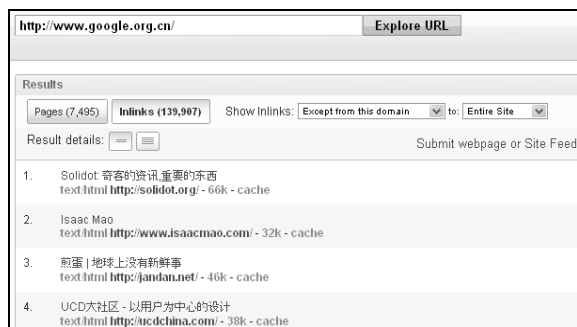 http://www.google.org.cn/ Explore URL
Results
Pages (7,495) Inlinks (139,907) Show Inlinks: Except from this domain to: Entire Site
Result details: Submit webpage or Site Feed
1. Solidot: 奇客的资讯,重要的东西
text/html http://solidot.org/ - 66k - cache
2. Isaac Mao
text/html http://www.isaacmao.com/ - 32k - cache
3. 煎蛋 | 地球上没有新鲜事
text/html http://jandan.net/ - 46k - cache
4. UCD大社区 - 以用户为中心的设计
text/html http://ucdchina.com/ - 38k - cache